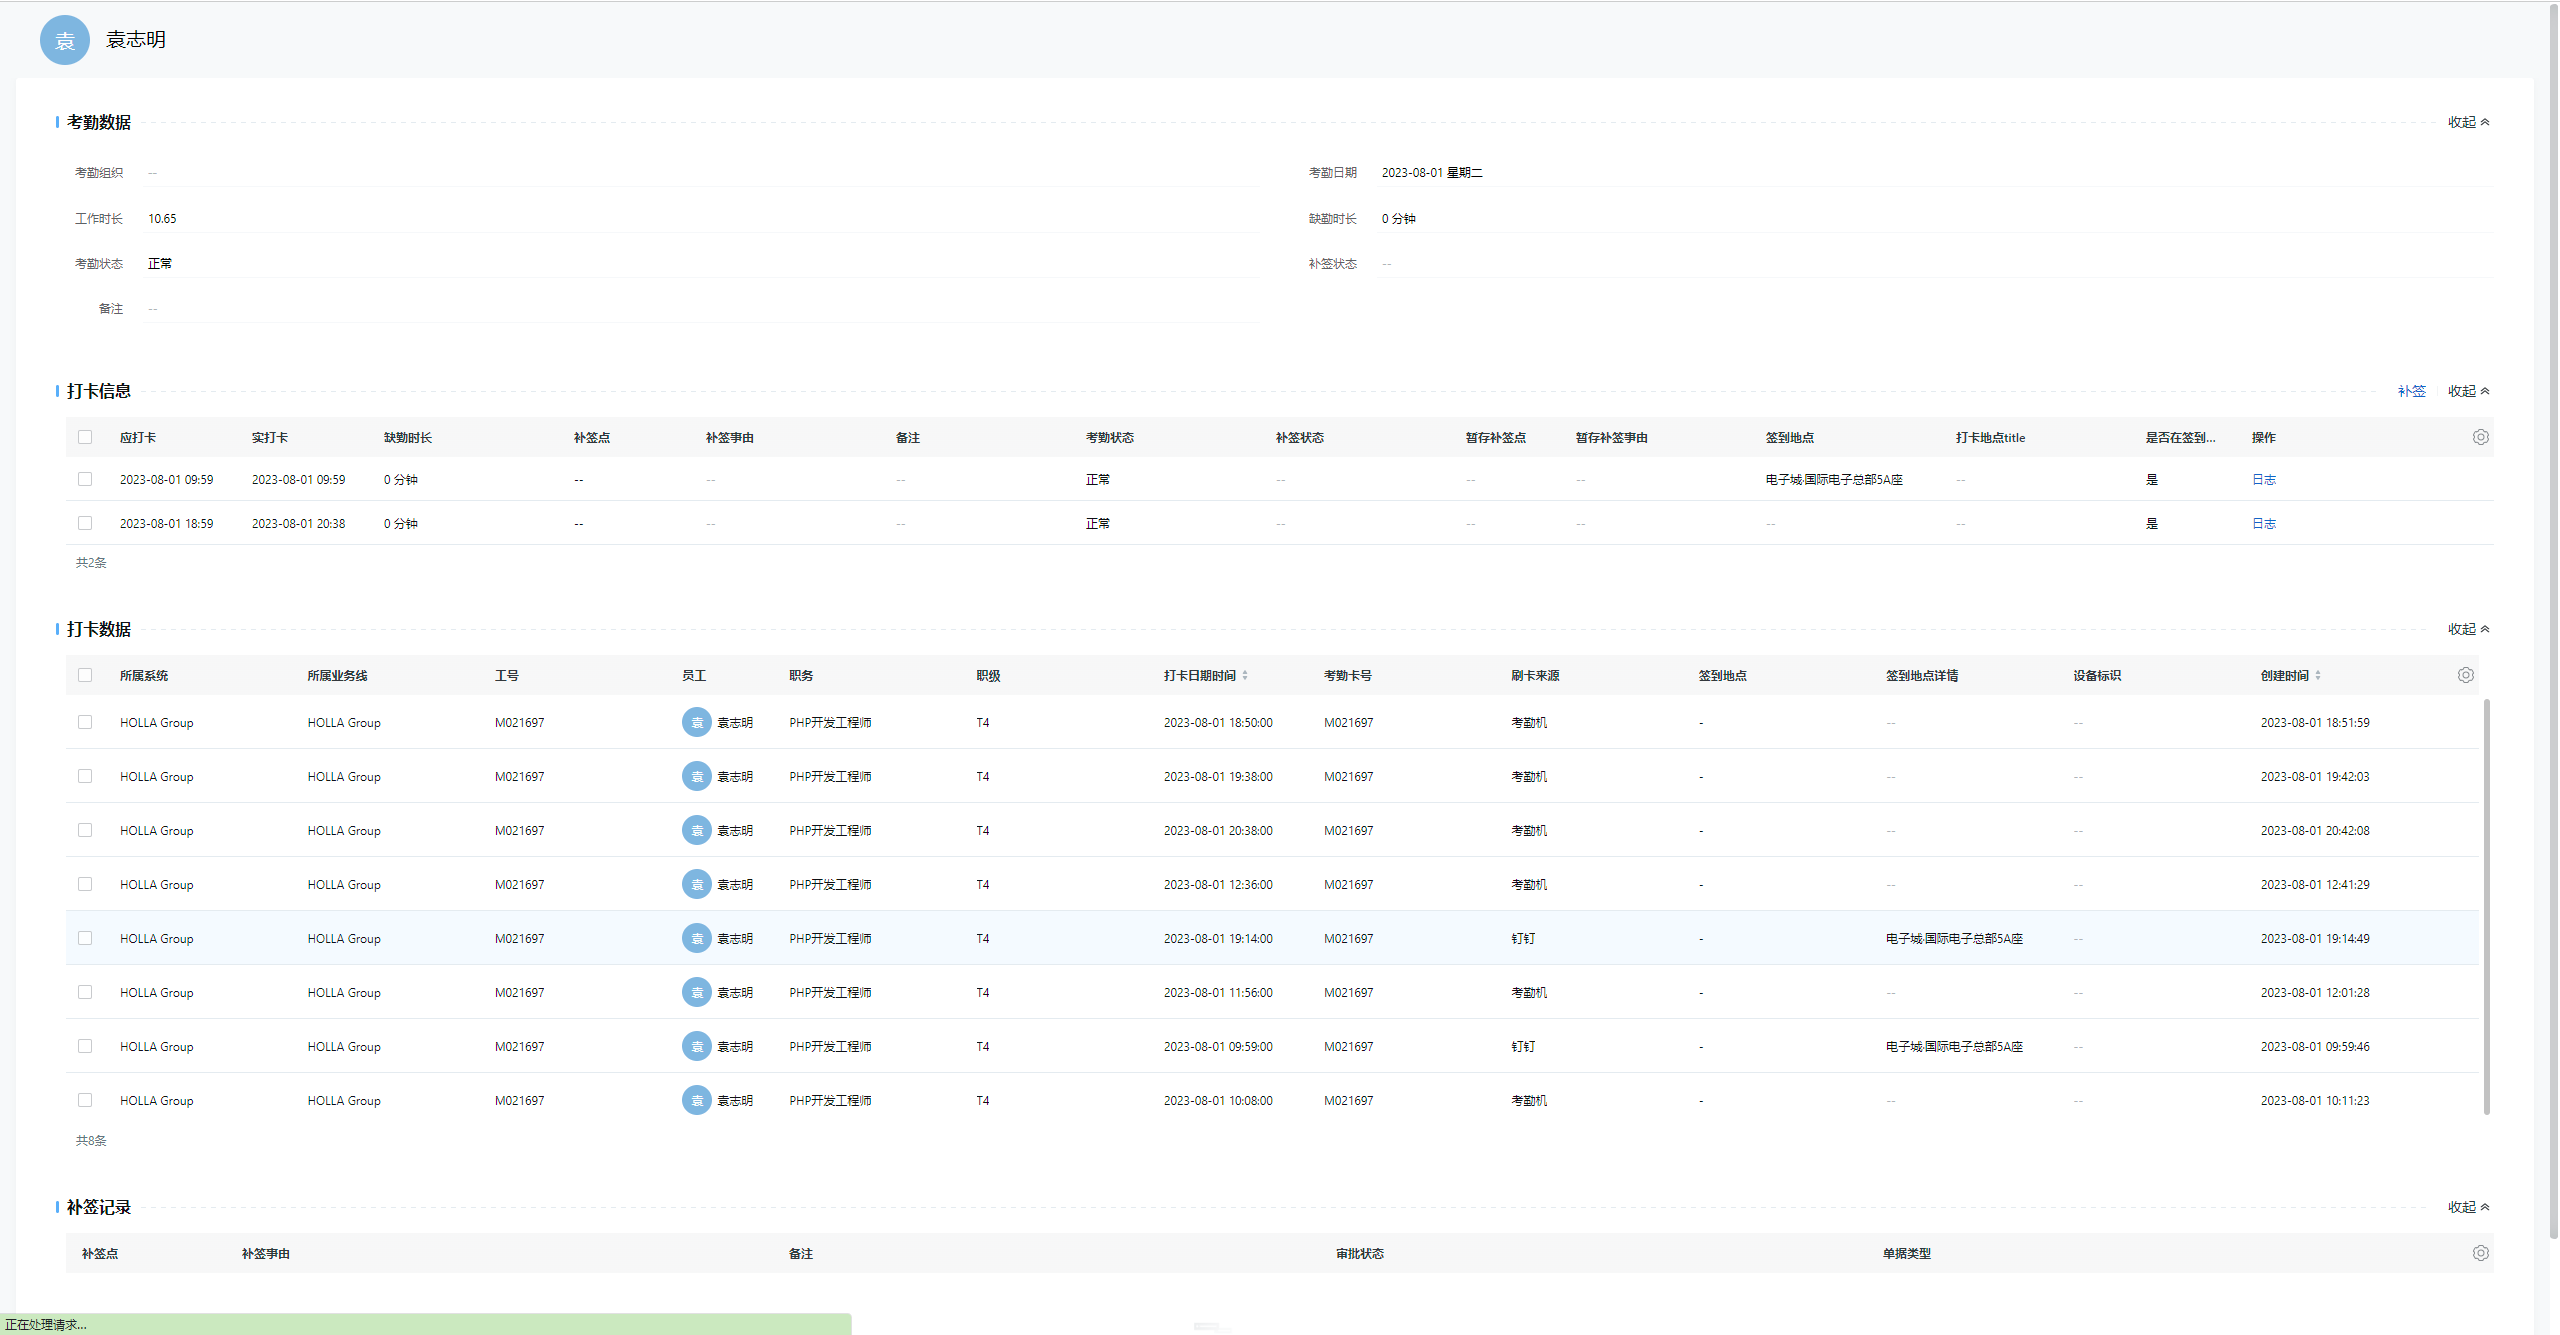 袁 袁志明
考勤数据 收起
考勤组织 -- 考勤日期 2023-08-01 星期二
工作时长 10.65 缺勤时长 0 分钟
考勤状态 正常 补签状态 --
备注 --
打卡信息 补签 收起
应打卡 实打卡 缺勤时长 补签点 补签事由 备注 考勤状态 补签状态 暂存补签点 暂存补签事由 签到地点 打卡地点title 是否在签到... 操作
2023-08-01 09:59 2023-08-01 09:59 0 分钟 -- -- -- 正常 -- -- -- 电子城·国际电子总部5A座 -- 是 日志
2023-08-01 18:59 2023-08-01 20:38 0 分钟 -- -- -- 正常 -- -- -- -- -- 是 日志
共2条
打卡数据 收起
所属系统 所属业务线 工号 员工 职务 职级 打卡日期时间 考勤卡号 刷卡来源 签到地点 签到地点详情 设备标识 创建时间
HOLLA Group HOLLA Group M021697 袁 袁志明 PHP开发工程师 T4 2023-08-01 18:50:00 M021697 考勤机 - -- -- 2023-08-01 18:51:59
HOLLA Group HOLLA Group M021697 袁 袁志明 PHP开发工程师 T4 2023-08-01 19:38:00 M021697 考勤机 - -- -- 2023-08-01 19:42:03
HOLLA Group HOLLA Group M021697 袁 袁志明 PHP开发工程师 T4 2023-08-01 20:38:00 M021697 考勤机 - -- -- 2023-08-01 20:42:08
HOLLA Group HOLLA Group M021697 袁 袁志明 PHP开发工程师 T4 2023-08-01 12:36:00 M021697 考勤机 - -- -- 2023-08-01 12:41:29
HOLLA Group HOLLA Group M021697 袁 袁志明 PHP开发工程师 T4 2023-08-01 19:14:00 M021697 钉钉 - 电子城·国际电子总部5A座 -- 2023-08-01 19:14:49
HOLLA Group HOLLA Group M021697 袁 袁志明 PHP开发工程师 T4 2023-08-01 11:56:00 M021697 考勤机 - -- -- 2023-08-01 12:01:28
HOLLA Group HOLLA Group M021697 袁 袁志明 PHP开发工程师 T4 2023-08-01 09:59:00 M021697 钉钉 - 电子城·国际电子总部5A座 -- 2023-08-01 09:59:46
HOLLA Group HOLLA Group M021697 袁 袁志明 PHP开发工程师 T4 2023-08-01 10:08:00 M021697 考勤机 - -- -- 2023-08-01 10:11:23
共8条
补签记录 收起
补签点 补签事由 备注 审批状态 单据类型
正在处理请求...